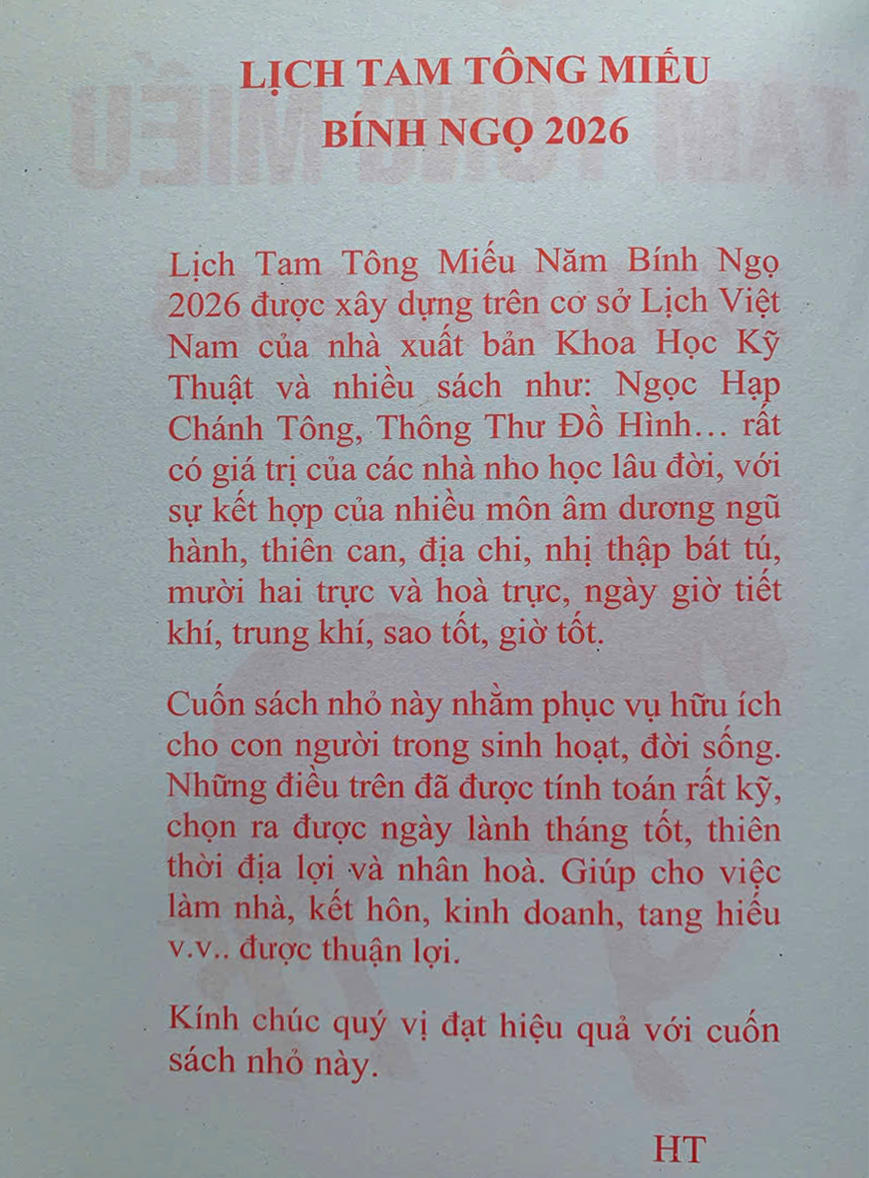 LỊCH TAM TÔNG MIẾU
BÍNH NGỌ 2026
Lịch Tam Tông Miếu Năm Bính Ngọ
2026 được xây dựng trên cơ sở Lịch Việt
Nam của nhà xuất bản Khoa Học Kỹ
Thuật và nhiều sách như: Ngọc Hạp
Chánh Tông, Thông Thư Đồ Hình... rất
có giá trị của các nhà nho học lâu đời, với
sự kết hợp của nhiều môn âm dương ngũ
hành, thiên can, địa chi, nhị thập bát tú,
mười hai trực và hoà trực, ngày giờ tiết
khí, trung khí, sao tốt, giờ tốt.
Cuốn sách nhỏ này nhằm phục vụ hữu ích
cho con người trong sinh hoạt, đời sống.
Những điều trên đã được tính toán rất kỹ,
chọn ra được ngày lành tháng tốt, thiên
thời địa lợi và nhân hoà. Giúp cho việc
làm nhà, kết hôn, kinh doanh, tang hiếu
v.v.. được thuận lợi.
Kính chúc quý vị đạt hiệu quả với cuốn
sách nhỏ này.
HT